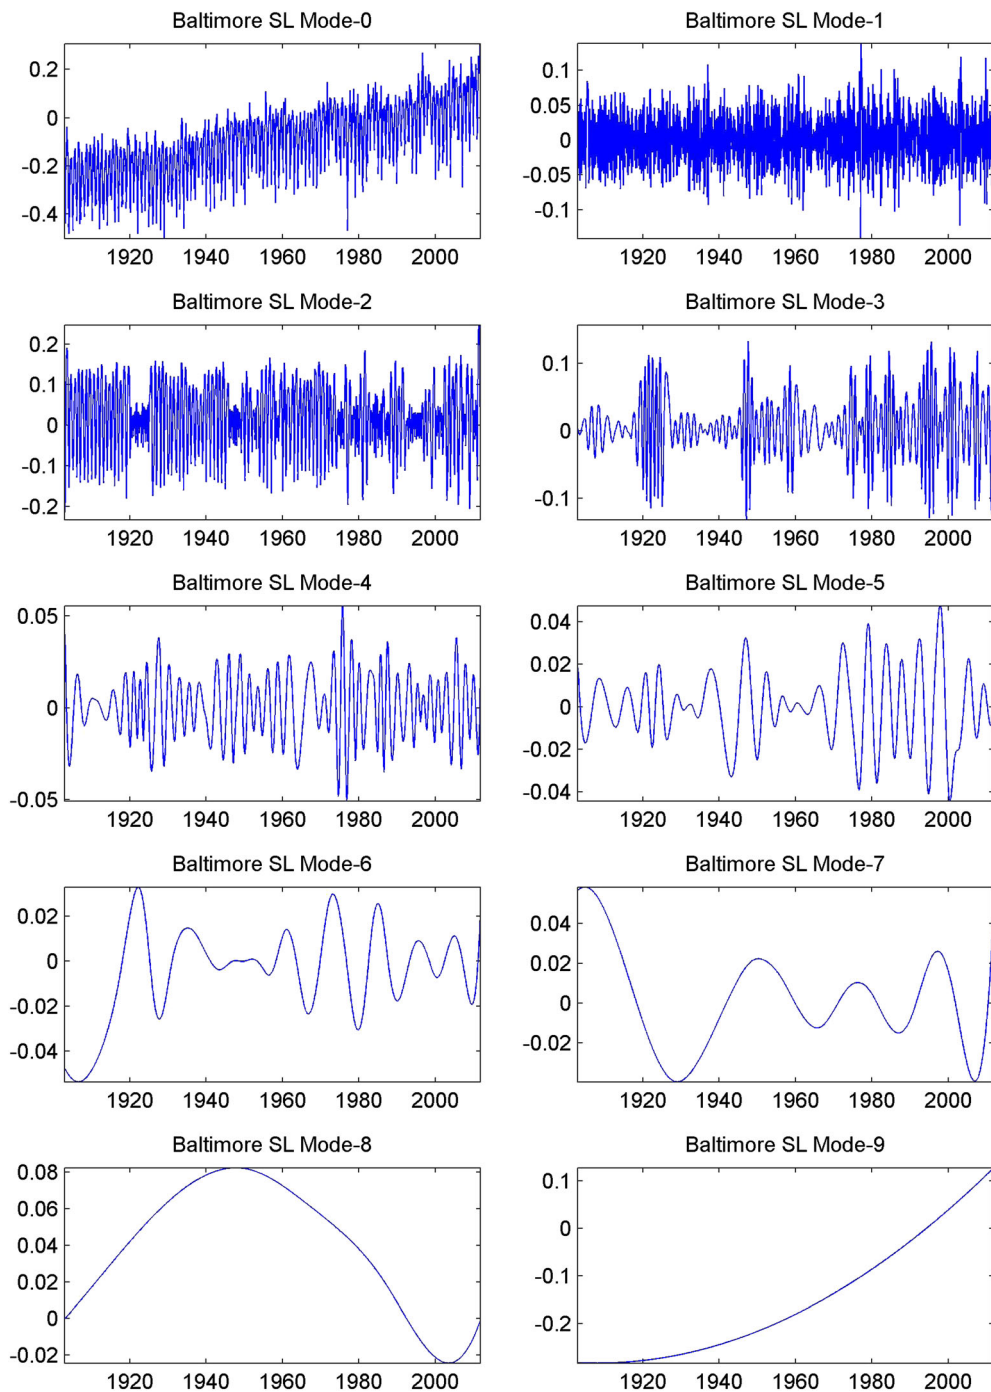 Baltimore SL Mode-0
0.2
0
-0.2
-0.4
1920 1940 1960 1980 2000
Baltimore SL Mode-1
0.1
0.05
0
-0.05
-0.1
1920 1940 1960 1980 2000
Baltimore SL Mode-2
0.2
0.1
0
-0.1
-0.2
1920 1940 1960 1980 2000
Baltimore SL Mode-3
0.1
0
-0.1
1920 1940 1960 1980 2000
Baltimore SL Mode-4
0.05
0
-0.05
1920 1940 1960 1980 2000
Baltimore SL Mode-5
0.04
0.02
0
-0.02
-0.04
1920 1940 1960 1980 2000
Baltimore SL Mode-6
0.02
0
-0.02
-0.04
1920 1940 1960 1980 2000
Baltimore SL Mode-7
0.04
0.02
0
-0.02
1920 1940 1960 1980 2000
Baltimore SL Mode-8
0.08
0.06
0.04
0.02
0
-0.02
1920 1940 1960 1980 2000
Baltimore SL Mode-9
0.1
0
-0.1
-0.2
1920 1940 1960 1980 2000